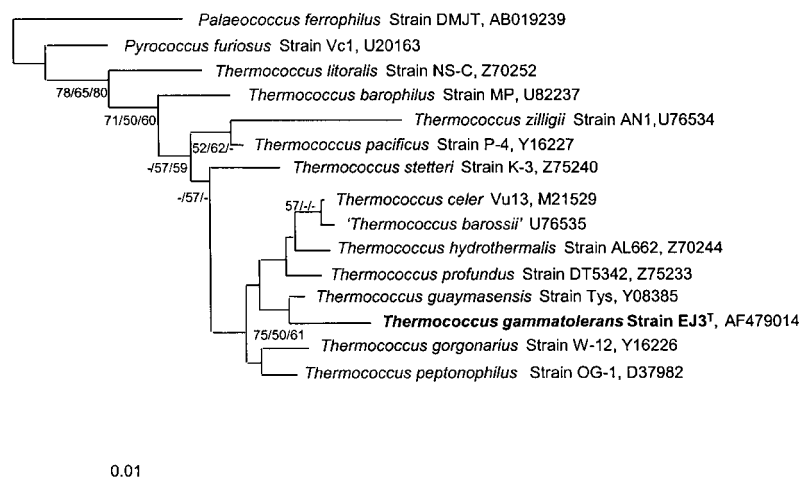 Palaeococcus ferrophilus Strain DMJT, AB019239
Pyrococcus furiosus Strain Vc1, U20163
Thermococcus litoralis Strain NS-C, Z70252
78/65/80
Thermococcus barophilus Strain MP, U82237
71/50/60
Thermococcus zilligii Strain AN1,U76534
52/62/-
Thermococcus pacificus Strain P-4, Y16227
-/57/59
Thermococcus stetteri Strain K-3, Z75240
-/57/-
57/-/-
Thermococcus celer Vu13, M21529
'Thermococcus barossii' U76535
Thermococcus hydrothermalis Strain AL662, Z70244
Thermococcus profundus Strain DT5342, Z75233
Thermococcus guaymasensis Strain Tys, Y08385
Thermococcus gammatolerans Strain EJ3ᵀ, AF479014
75/50/61
Thermococcus gorgonarius Strain W-12, Y16226
Thermococcus peptonophilus Strain OG-1, D37982
0.01